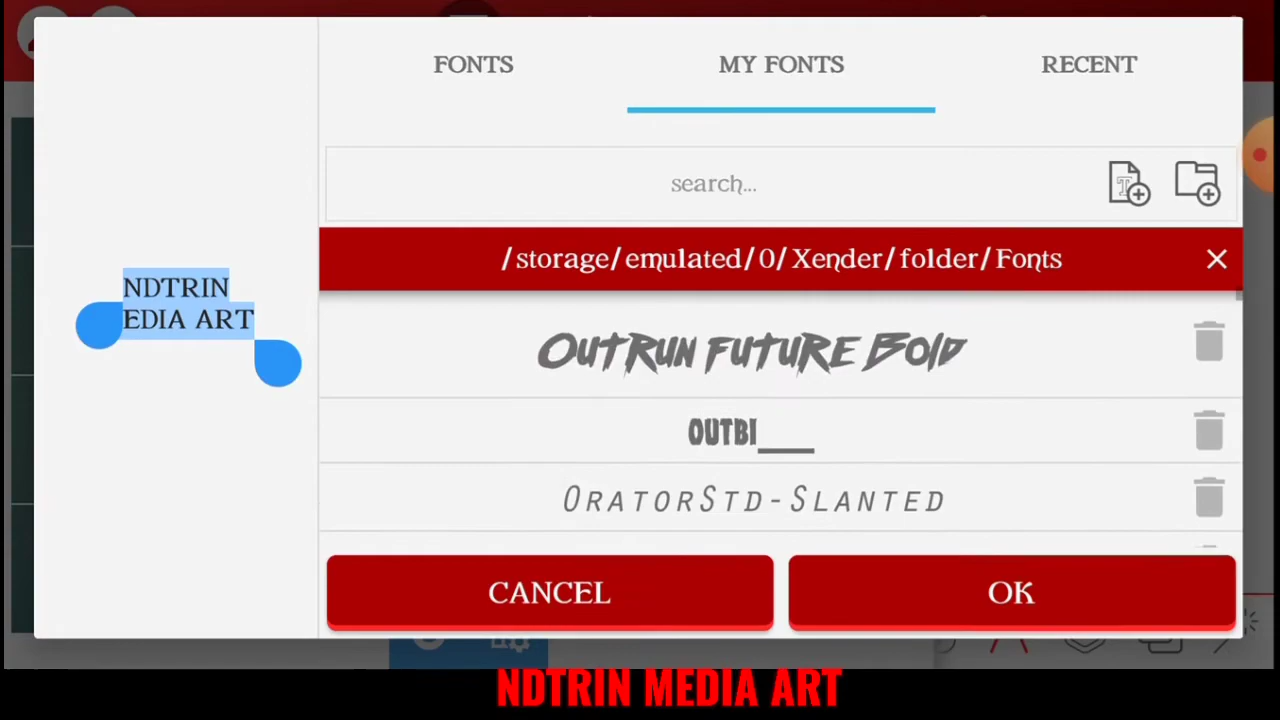 FONTS
MY FONTS
RECENT
search...
/storage/emulated/0/Xender/folder/Fonts
NDTRIN
EDIA ART
OUTRUN FUTURE BOLD
OUTBI___
ORATORSTD-SLANTED
CANCEL
OK
NDTRIN MEDIA ART